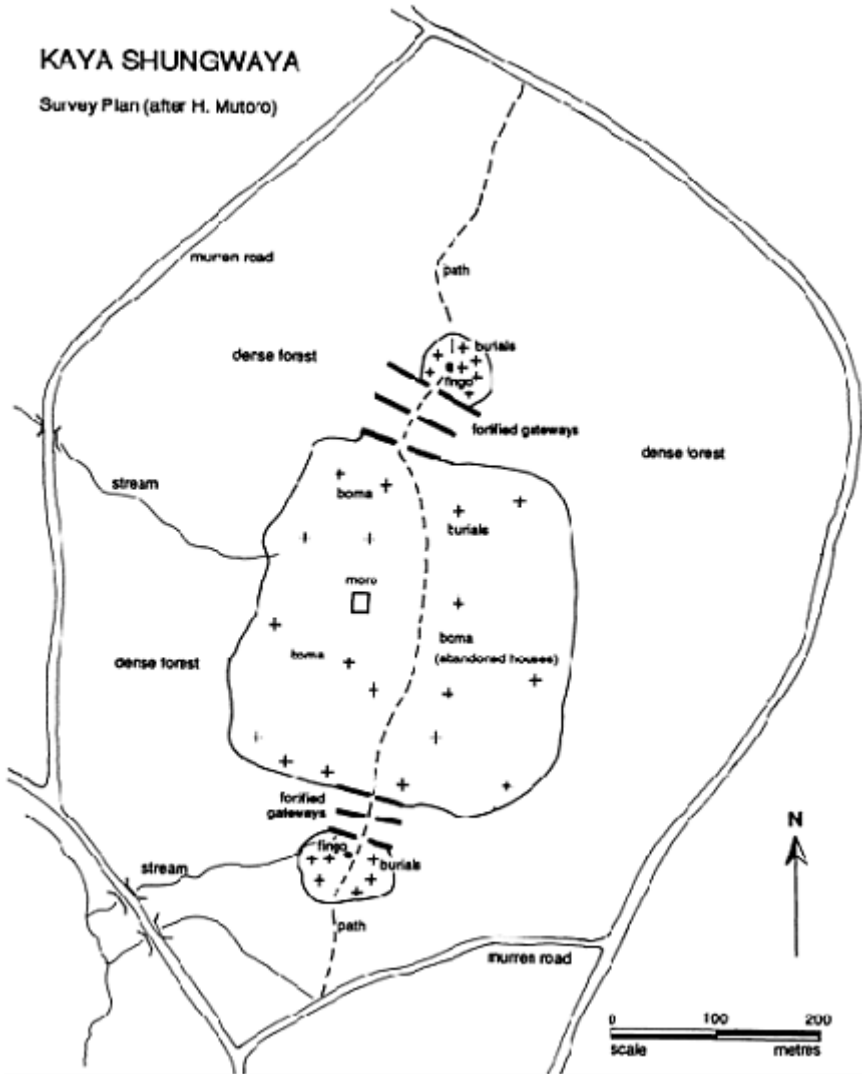 KAYA SHUNGWAYA
Survey Plan (after H. Mutoro)
murren road
path
burials
fingo
dense forest
fortified gateways
dense forest
stream
boma
burials
moro
boma
boma
(abandoned houses)
dense forest
fortified
gateways
fingo
burials
stream
path
murren road
N
0 100 200
scale metres